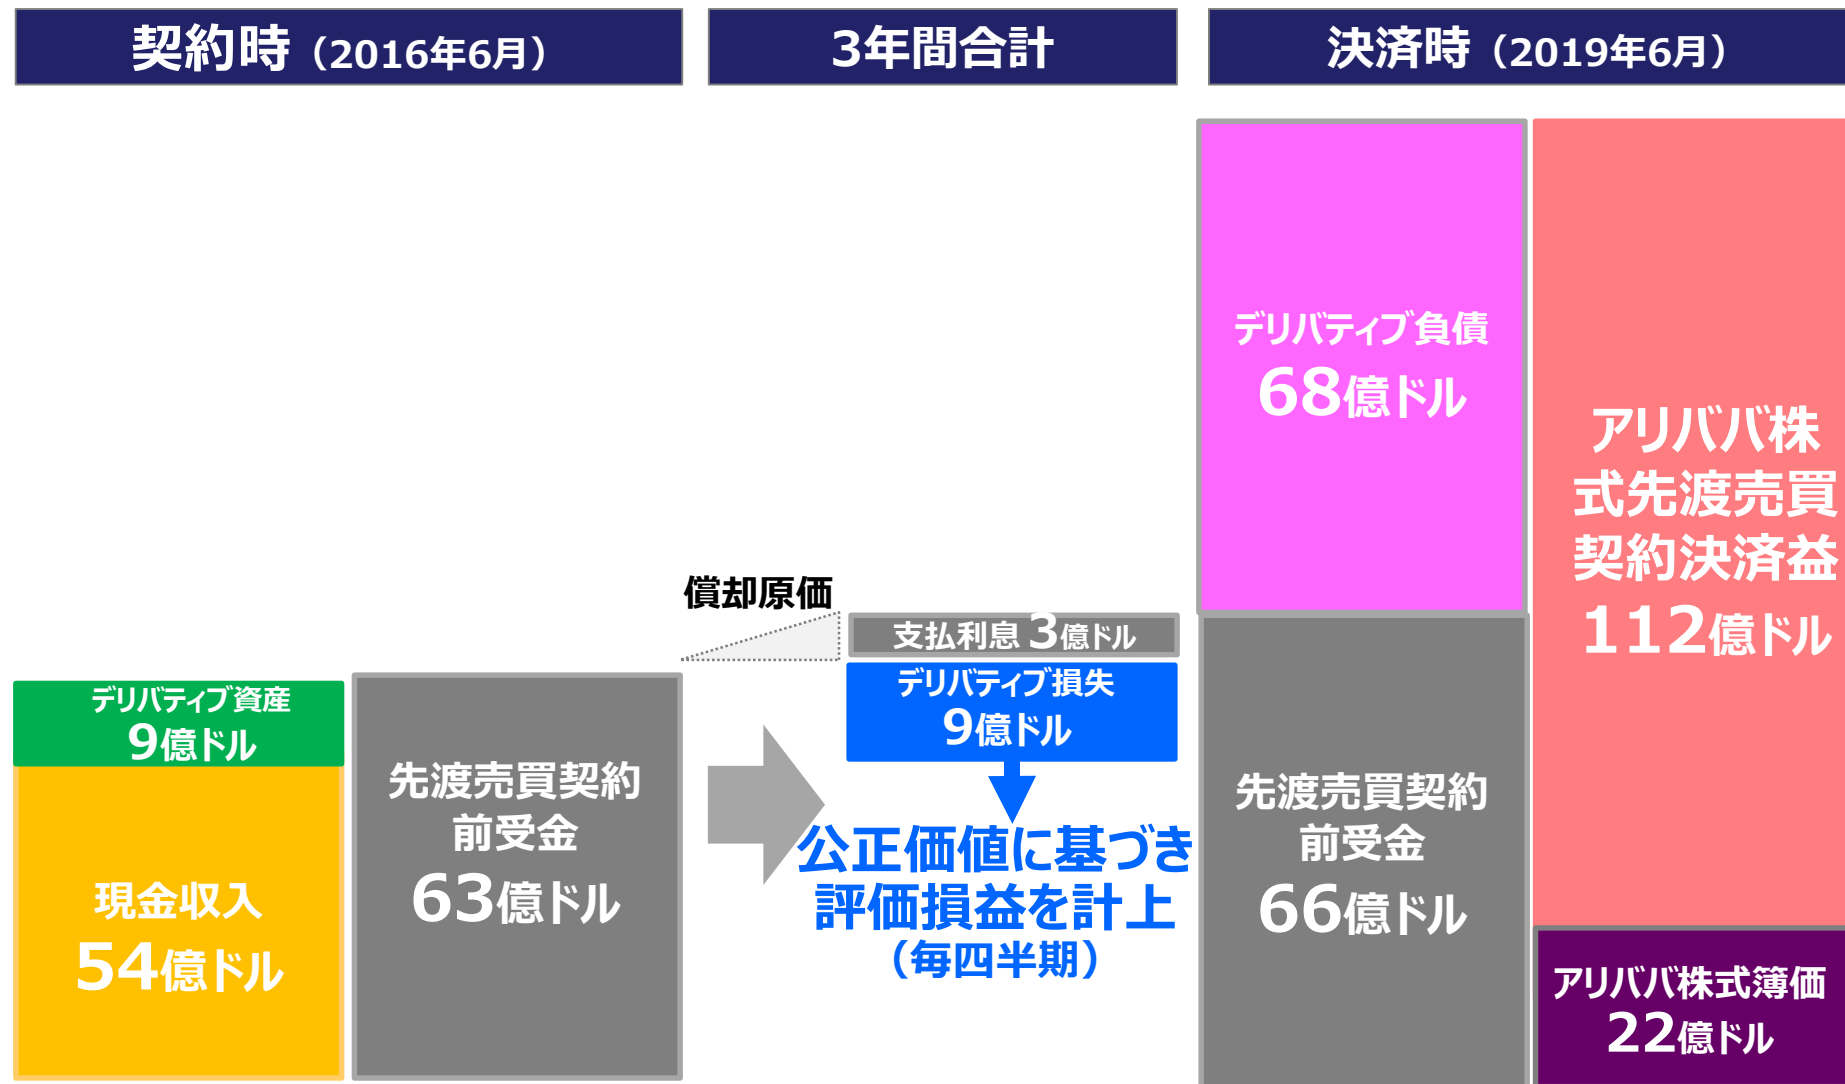 契約時（2016年6月）
3年間合計
決済時（2019年6月）
デリバティブ資産
9億ドル
現金収入
54億ドル
先渡売買契約
前受金
63億ドル
償却原価
支払利息 3億ドル
デリバティブ損失
9億ドル
公正価値に基づき
評価損益を計上
（毎四半期）
デリバティブ負債
68億ドル
先渡売買契約
前受金
66億ドル
アリババ株
式先渡売買
契約決済益
112億ドル
アリババ株式簿価
22億ドル